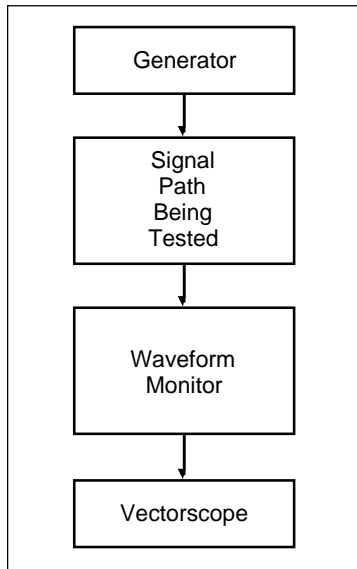 Generator
Signal
Path
Being
Tested
Waveform
Monitor
Vectorscope